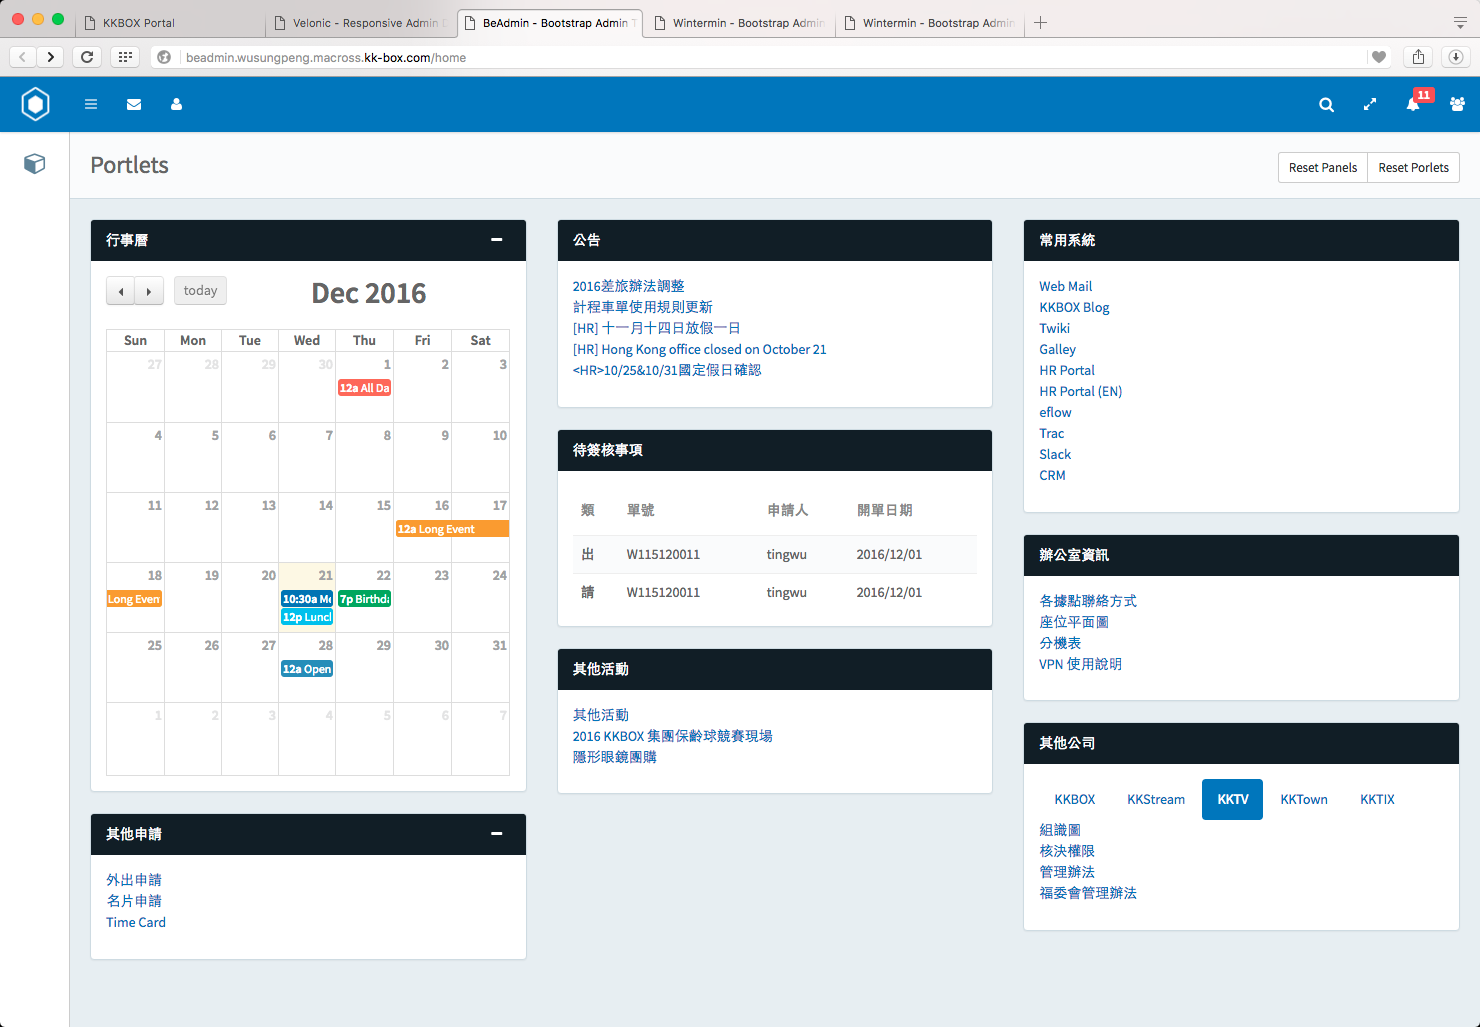 KKBOX Portal
Velonic - Responsive Admin
BeAdmin - Bootstrap Admin T
Wintermin - Bootstrap Admin
Wintermin - Bootstrap Admin
beadmin.wusungpeng.macross.kk-box.com/home
11
Portlets
Reset Panels
Reset Porlets
行事曆
today
Dec 2016
Sun Mon Tue Wed Thu Fri Sat
27 28 29 30 1 2 3
12a All Da
4 5 6 7 8 9 10
11 12 13 14 15 16 17
12a Long Event
18 19 20 21 22 23 24
Long Even
10:30a Me
7p Birthda
12p Luncl
25 26 27 28 29 30 31
12a Open
1 2 3 4 5 6 7
其他申請
外出申請
名片申請
Time Card
公告
2016差旅辦法調整
計程車單使用規則更新
[HR] 十一月十四日放假一日
[HR] Hong Kong office closed on October 21
<HR>10/25&10/31國定假日確認
待簽核事項
類 單號 申請人 開單日期
出 W115120011 tingwu 2016/12/01
請 W115120011 tingwu 2016/12/01
其他活動
其他活動
2016 KKBOX 集團保齡球競賽現場
隱形眼鏡團購
常用系統
Web Mail
KKBOX Blog
Twiki
Galley
HR Portal
HR Portal (EN)
eflow
Trac
Slack
CRM
辦公室資訊
各據點聯絡方式
座位平面圖
分機表
VPN 使用說明
其他公司
KKBOX KKStream KKTV KKTown KKTIX
組識圖
核決權限
管理辦法
福委會管理辦法